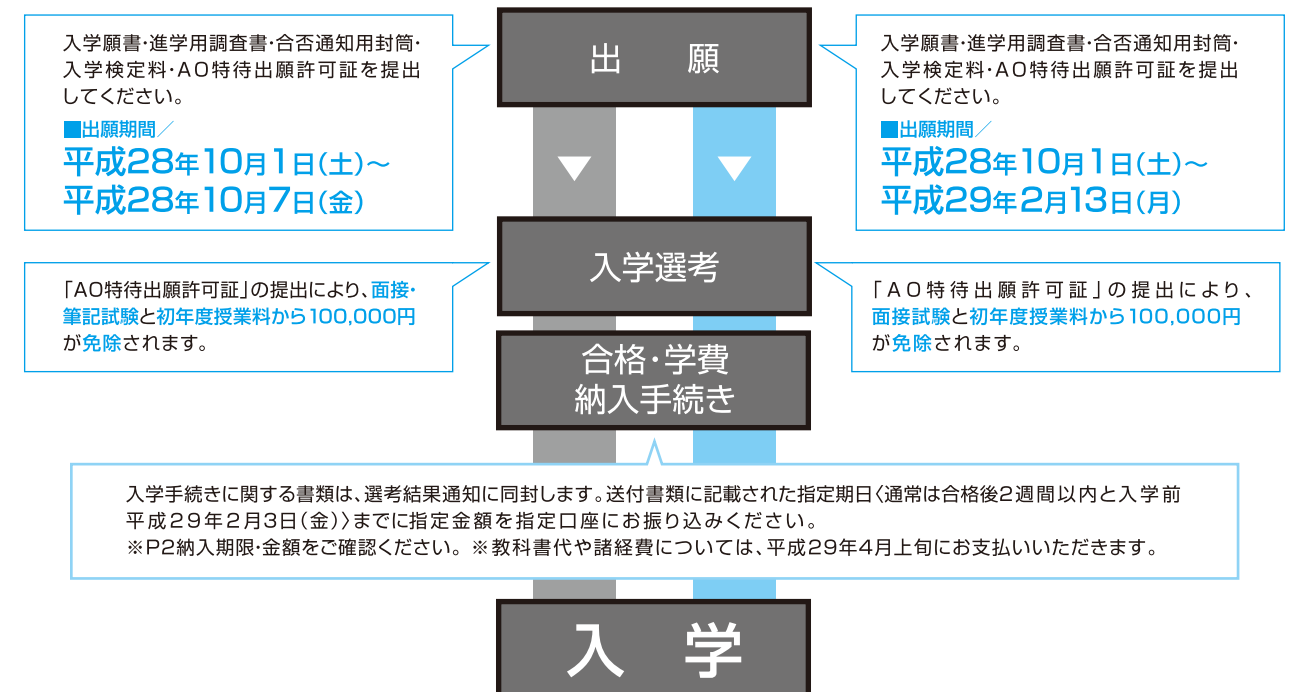 出 願
入学願書・進学用調査書・合否通知用封筒・
入学検定料・AO特待出願許可証を提出
してください。
■出願期間／
平成28年10月1日(土)～
平成28年10月7日(金)
入学願書・進学用調査書・合否通知用封筒・
入学検定料・AO特待出願許可証を提出
してください。
■出願期間／
平成28年10月1日(土)～
平成29年2月13日(月)
入学選考
「AO特待出願許可証」の提出により、面接・
筆記試験と初年度授業料から100,000円
が免除されます。
「AO特待出願許可証」の提出により、
面接試験と初年度授業料から100,000円
が免除されます。
合格・学費
納入手続き
入学手続きに関する書類は、選考結果通知に同封します。送付書類に記載された指定期日〈通常は合格後2週間以内と入学前
平成29年2月3日(金)〉までに指定金額を指定口座にお振り込みください。
※P2納入期限・金額をご確認ください。※教科書代や諸経費については、平成29年4月上旬にお支払いいただきます。
入 学